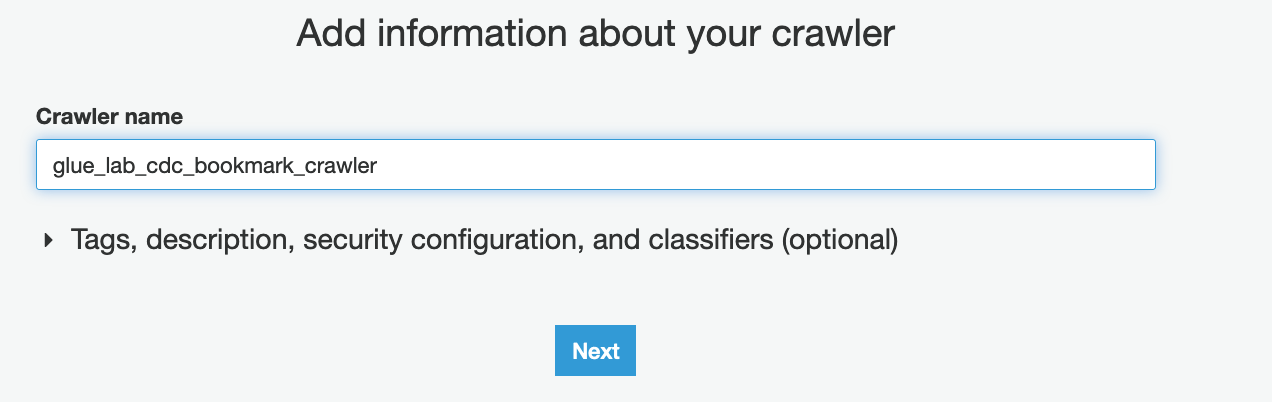 Add information about your crawler
Crawler name
glue_lab_cdc_bookmark_crawler
Tags, description, security configuration, and classifiers (optional)
Next